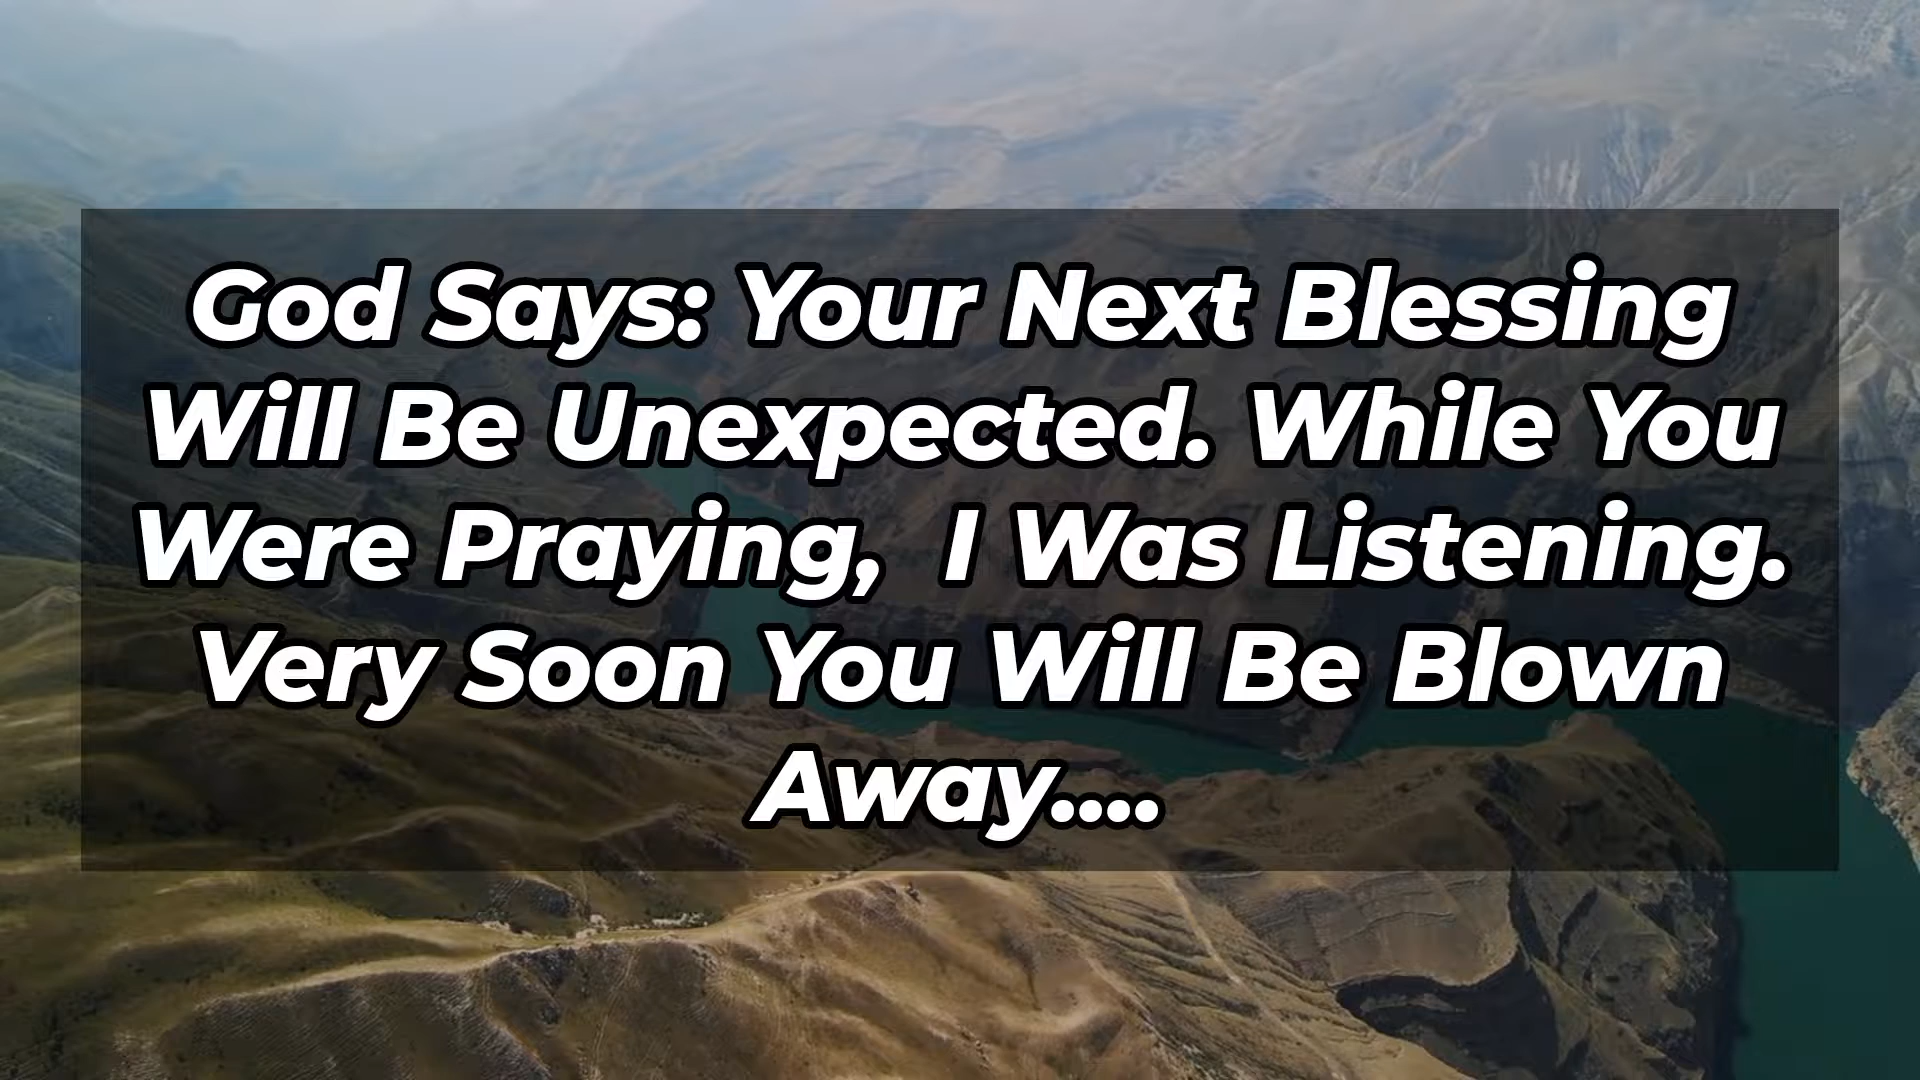 God Says: Your Next Blessing
Will Be Unexpected. While You
Were Praying,  I Was Listening.
Very Soon You Will Be Blown
Away....